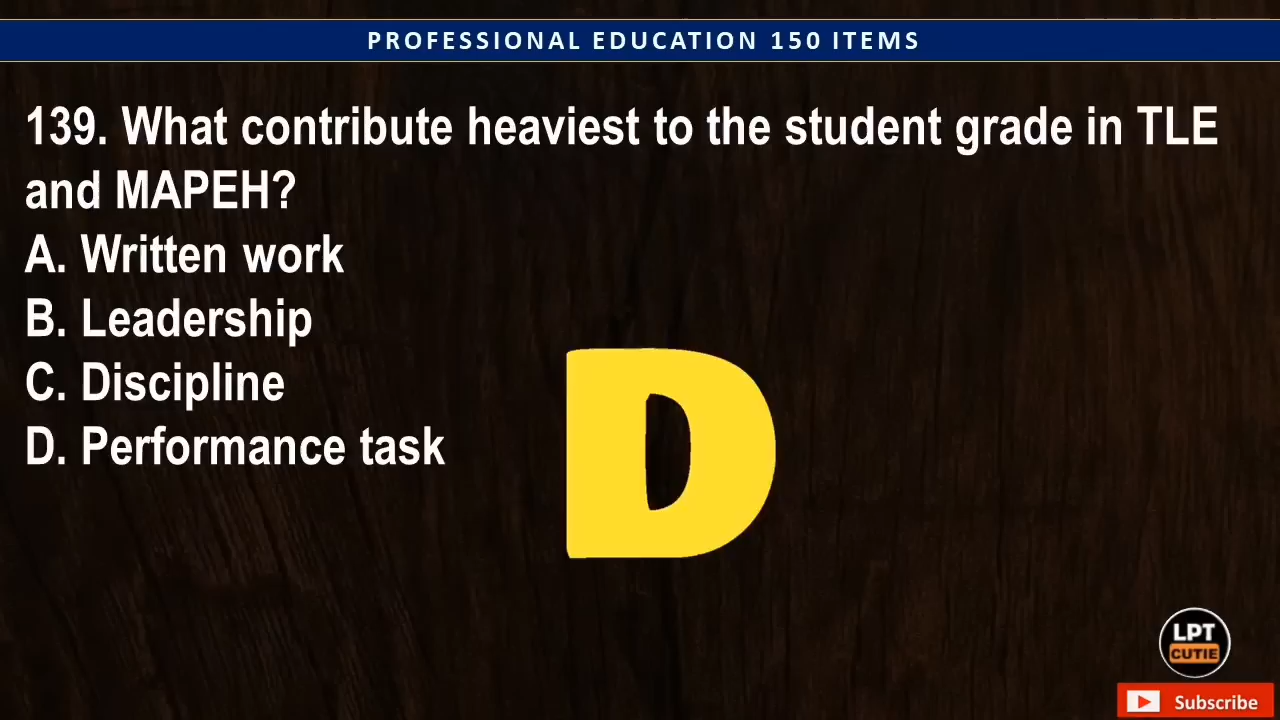 PROFESSIONAL EDUCATION 150 ITEMS
139. What contribute heaviest to the student grade in TLE
and MAPEH?
A. Written work
B. Leadership
C. Discipline
D. Performance task
D
LPT
CUTIE
Subscribe